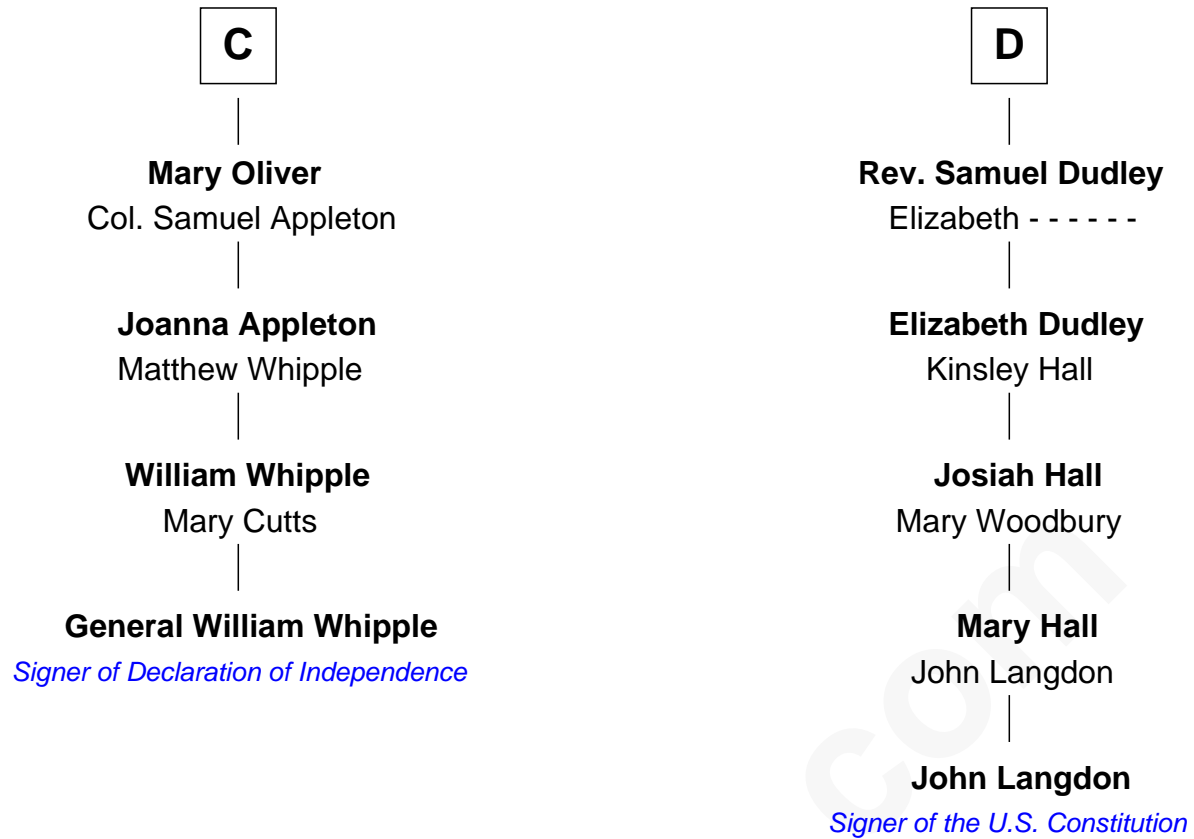 C
Mary Oliver
Col. Samuel Appleton
Joanna Appleton
Matthew Whipple
William Whipple
Mary Cutts
General William Whipple
Signer of Declaration of Independence
D
Rev. Samuel Dudley
Elizabeth - - - - - -
Elizabeth Dudley
Kinsley Hall
Josiah Hall
Mary Woodbury
Mary Hall
John Langdon
John Langdon
Signer of the U.S. Constitution
com